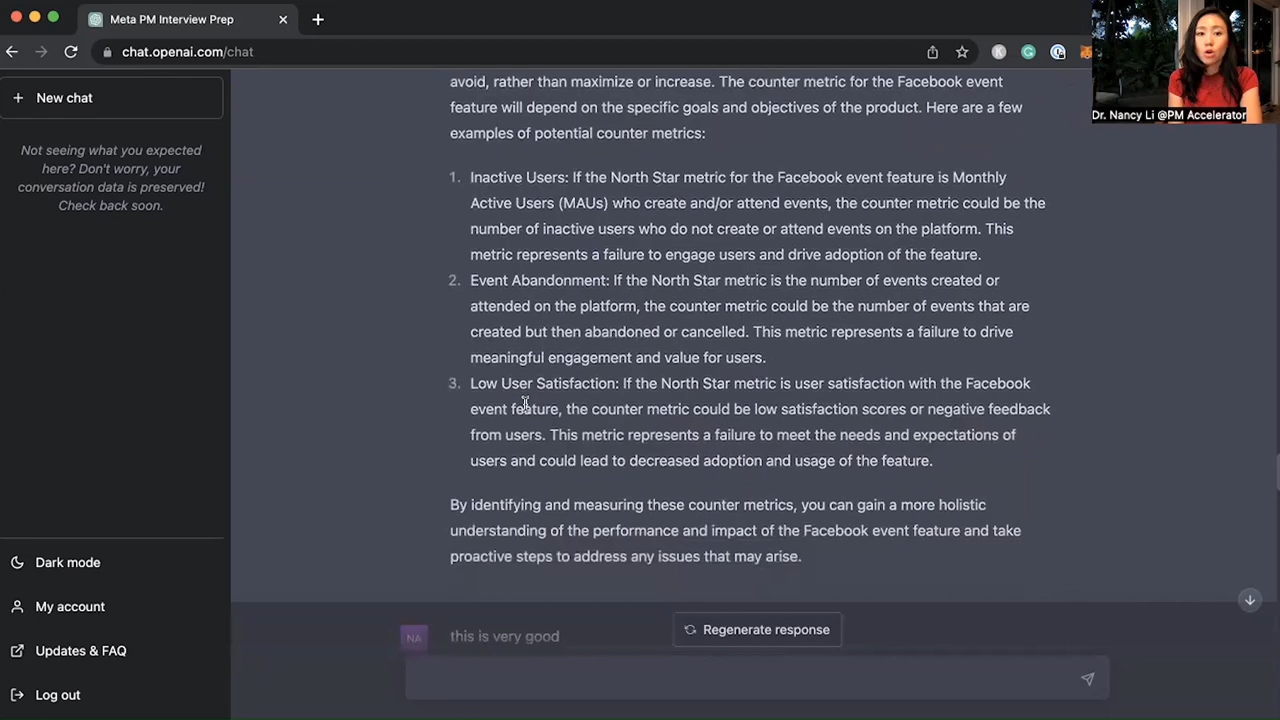 Meta PM Interview Prep
chat.openai.com/chat
K
G
Dr. Nancy Li @PM Accelerator
New chat
Not seeing what you expected
here? Don't worry, your
conversation data is preserved!
Check back soon.
Dark mode
My account
Updates & FAQ
Log out
avoid, rather than maximize or increase. The counter metric for the Facebook event
feature will depend on the specific goals and objectives of the product. Here are a few
examples of potential counter metrics:
1. Inactive Users: If the North Star metric for the Facebook event feature is Monthly
Active Users (MAUs) who create and/or attend events, the counter metric could be the
number of inactive users who do not create or attend events on the platform. This
metric represents a failure to engage users and drive adoption of the feature.
2. Event Abandonment: If the North Star metric is the number of events created or
attended on the platform, the counter metric could be the number of events that are
created but then abandoned or cancelled. This metric represents a failure to drive
meaningful engagement and value for users.
3. Low User Satisfaction: If the North Star metric is user satisfaction with the Facebook
event feature, the counter metric could be low satisfaction scores or negative feedback
from users. This metric represents a failure to meet the needs and expectations of
users and could lead to decreased adoption and usage of the feature.
By identifying and measuring these counter metrics, you can gain a more holistic
understanding of the performance and impact of the Facebook event feature and take
proactive steps to address any issues that may arise.
NA
this is very good
Regenerate response